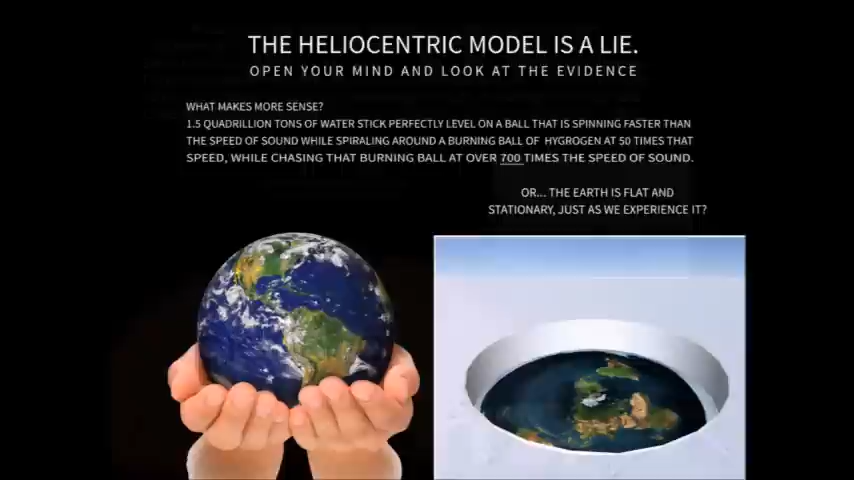 THE HELIOCENTRIC MODEL IS A LIE.
OPEN YOUR MIND AND LOOK AT THE EVIDENCE
WHAT MAKES MORE SENSE?
1.5 QUADRILLION TONS OF WATER STICK PERFECTLY LEVEL ON A BALL THAT IS SPINNING FASTER THAN
THE SPEED OF SOUND WHILE SPIRALING AROUND A BURNING BALL OF HYGROGEN AT 50 TIMES THAT
SPEED, WHILE CHASING THAT BURNING BALL AT OVER 700 TIMES THE SPEED OF SOUND.
OR... THE EARTH IS FLAT AND
STATIONARY, JUST AS WE EXPERIENCE IT?